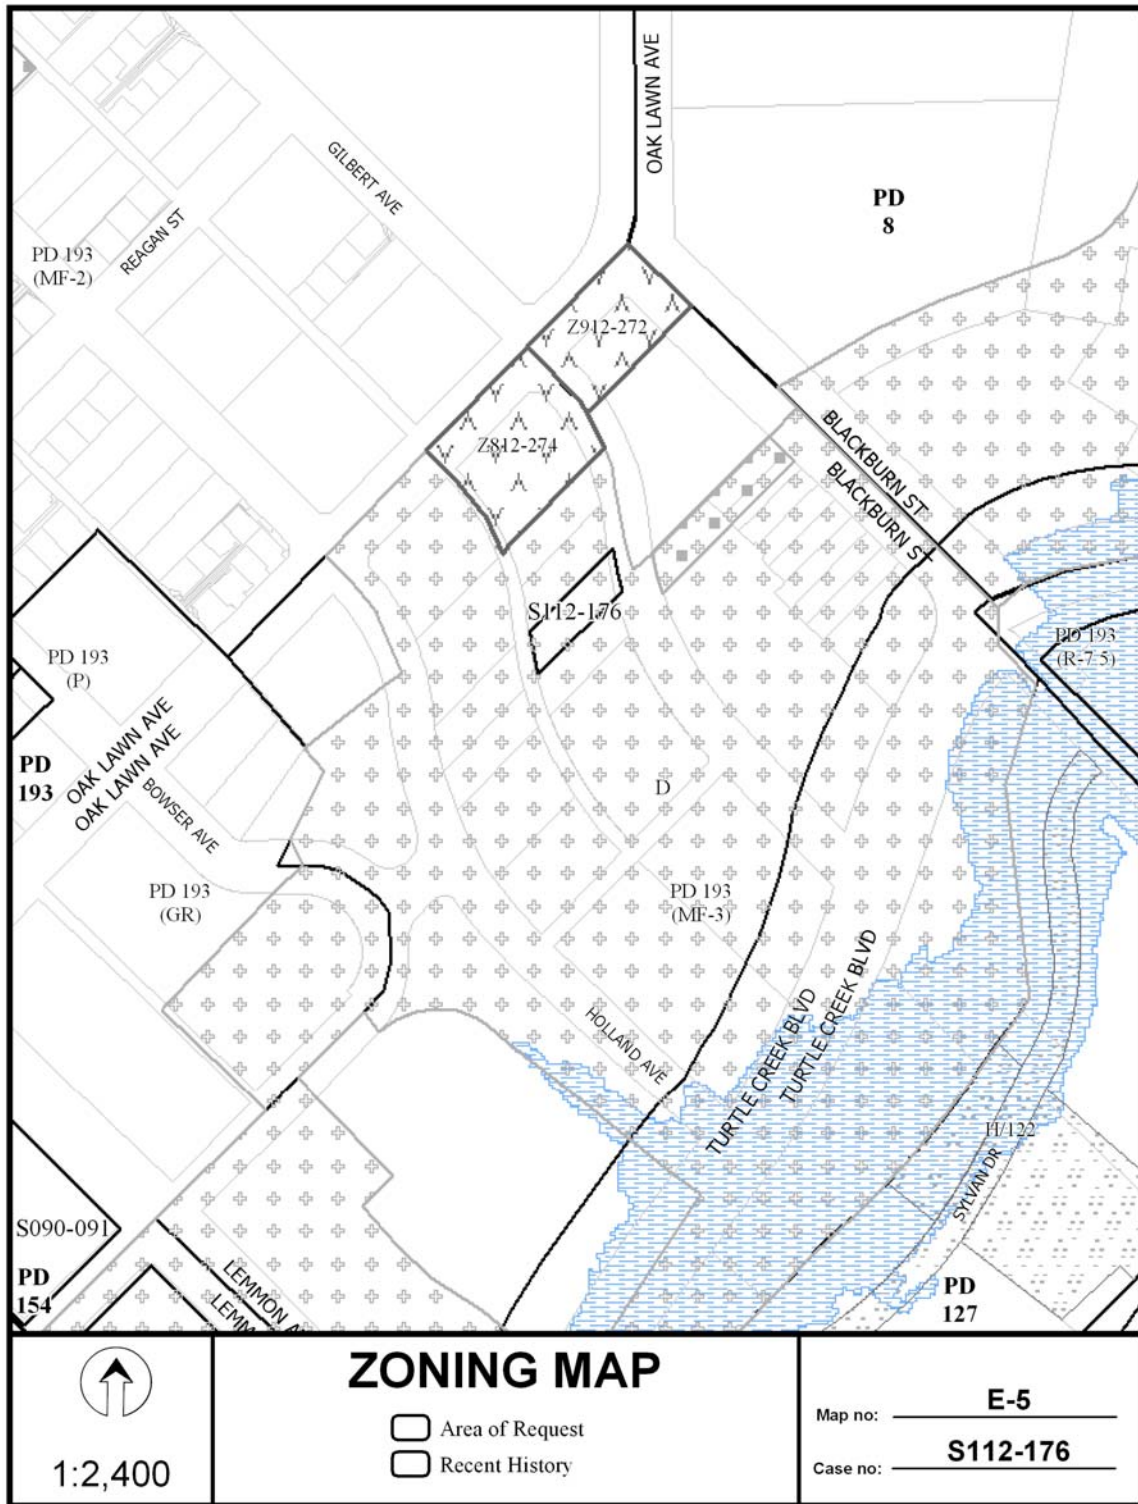 OAK LAWN AVE
GILBERT AVE
REAGAN ST
PD
8
PD 193
(MF-2)
Z912-272
Z812-274
BLACKBURN ST
BLACKBURN ST
S112-176
PD 193
(R-7.5)
PD 193
(P)
OAK LAWN AVE
OAK LAWN AVE
PD
193
BOWSER AVE
D
PD 193
(GR)
PD 193
(MF-3)
HOLLAND AVE
TURTLE CREEK BLVD
TURTLE CREEK BLVD
H/122
SYLVAN DR
S090-091
PD
154
LEMMON A
LEMM
PD
127
1:2,400
ZONING MAP
Area of Request
Recent History
Map no: E-5
Case no: S112-176